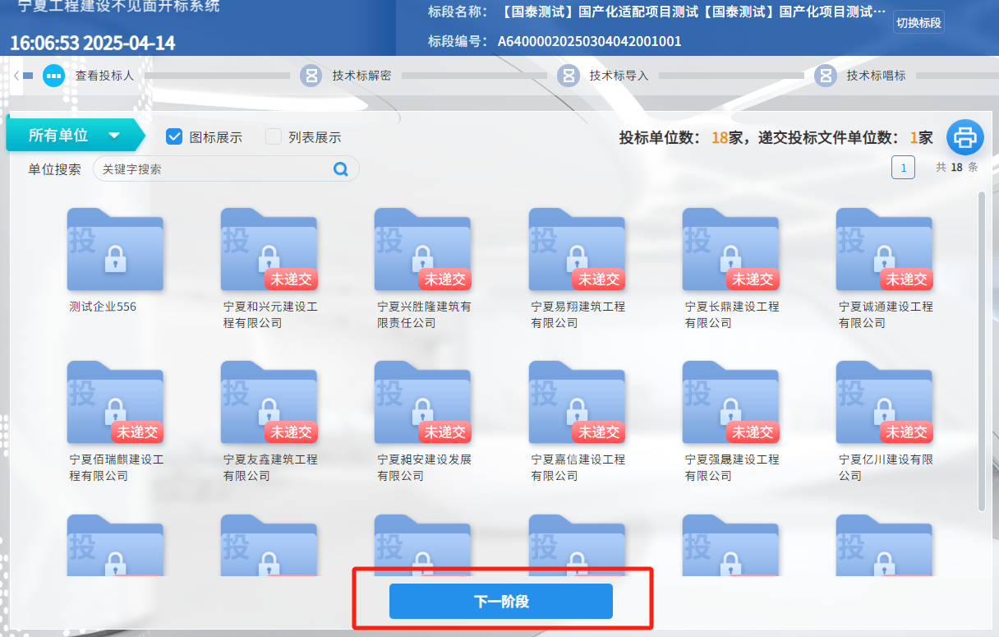 宁夏工程建设不见面开标系统
16:06:53 2025-04-14
标段名称： 【国泰测试】国产化适配项目测试【国泰测试】国产化项目测试…
标段编号： A64000020250304042001001
切换标段
查看投标人
技术标解密
技术标导入
技术标唱标
所有单位
图标展示
列表展示
投标单位数： 18家，递交投标文件单位数： 1家
单位搜索
关键字搜索
1
共 18 条
投
投
未递交
投
未递交
投
未递交
投
未递交
投
未递交
测试企业556
宁夏和兴元建设工
程有限公司
宁夏兴胜隆建筑有
限责任公司
宁夏易翔建筑工程
有限公司
宁夏长鼎建设工程
有限公司
宁夏诚通建设工程
有限公司
投
未递交
投
未递交
投
未递交
投
未递交
投
未递交
投
未递交
宁夏佰瑞麒建设工
程有限公司
宁夏友鑫建筑工程
有限公司
宁夏昶安建设发展
有限公司
宁夏嘉信建设工程
有限公司
宁夏强晟建设工程
有限公司
宁夏亿川建设有限
公司
投
投
投
投
投
投
下一阶段